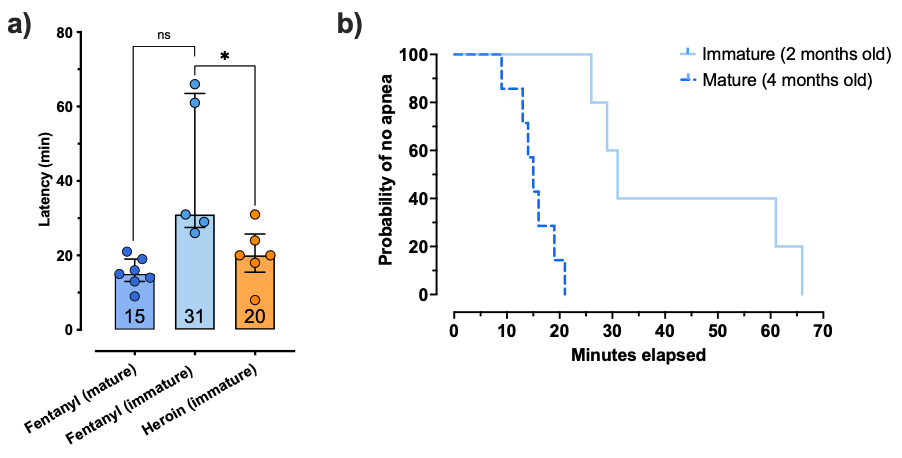 a)
Latency (min)
80
60
40
20
0
ns
*
15
31
20
Fentanyl (mature)
Fentanyl (immature)
Heroin (immature)
b)
Probability of no apnea
100
80
60
40
20
0
Immature (2 months old)
Mature (4 months old)
0 10 20 30 40 50 60 70
Minutes elapsed